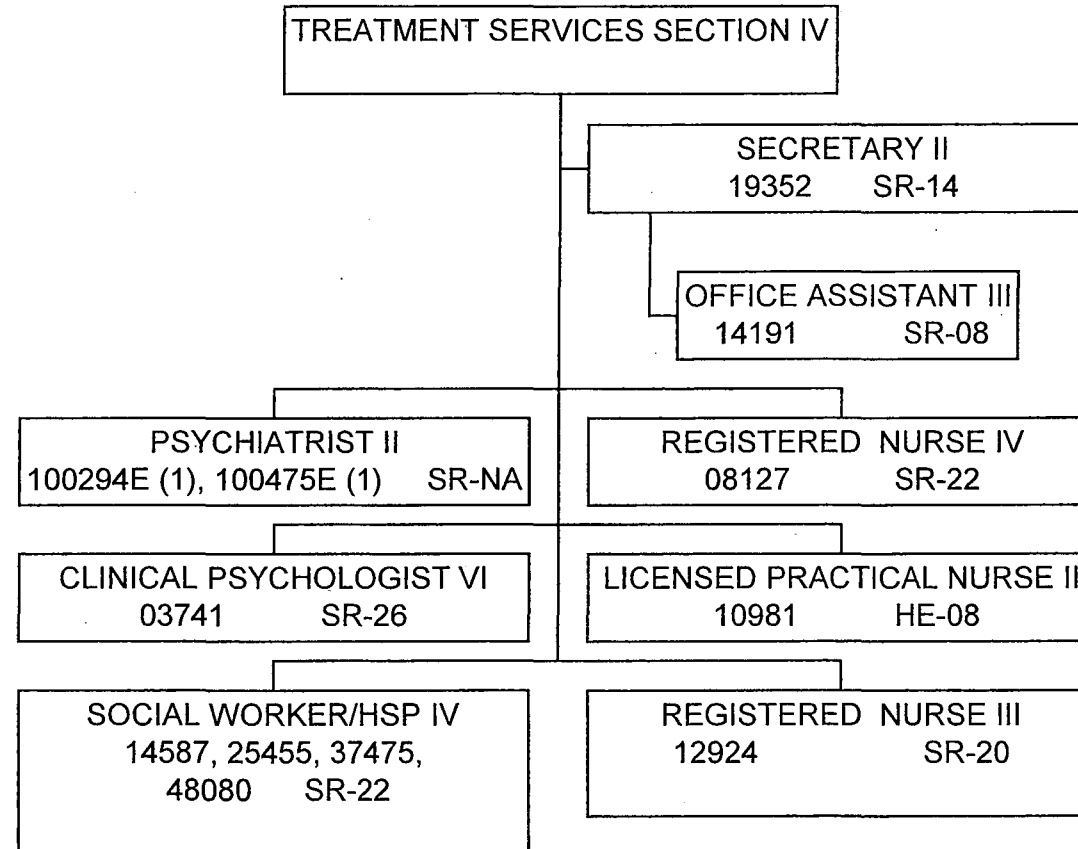 TREATMENT SERVICES SECTION IV
SECRETARY II
19352 SR-14
OFFICE ASSISTANT III
14191 SR-08
PSYCHIATRIST II
100294E (1), 100475E (1) SR-NA
REGISTERED NURSE IV
08127 SR-22
CLINICAL PSYCHOLOGIST VI
03741 SR-26
LICENSED PRACTICAL NURSE II
10981 HE-08
SOCIAL WORKER/HSP IV
14587, 25455, 37475,
48080 SR-22
REGISTERED NURSE III
12924 SR-20